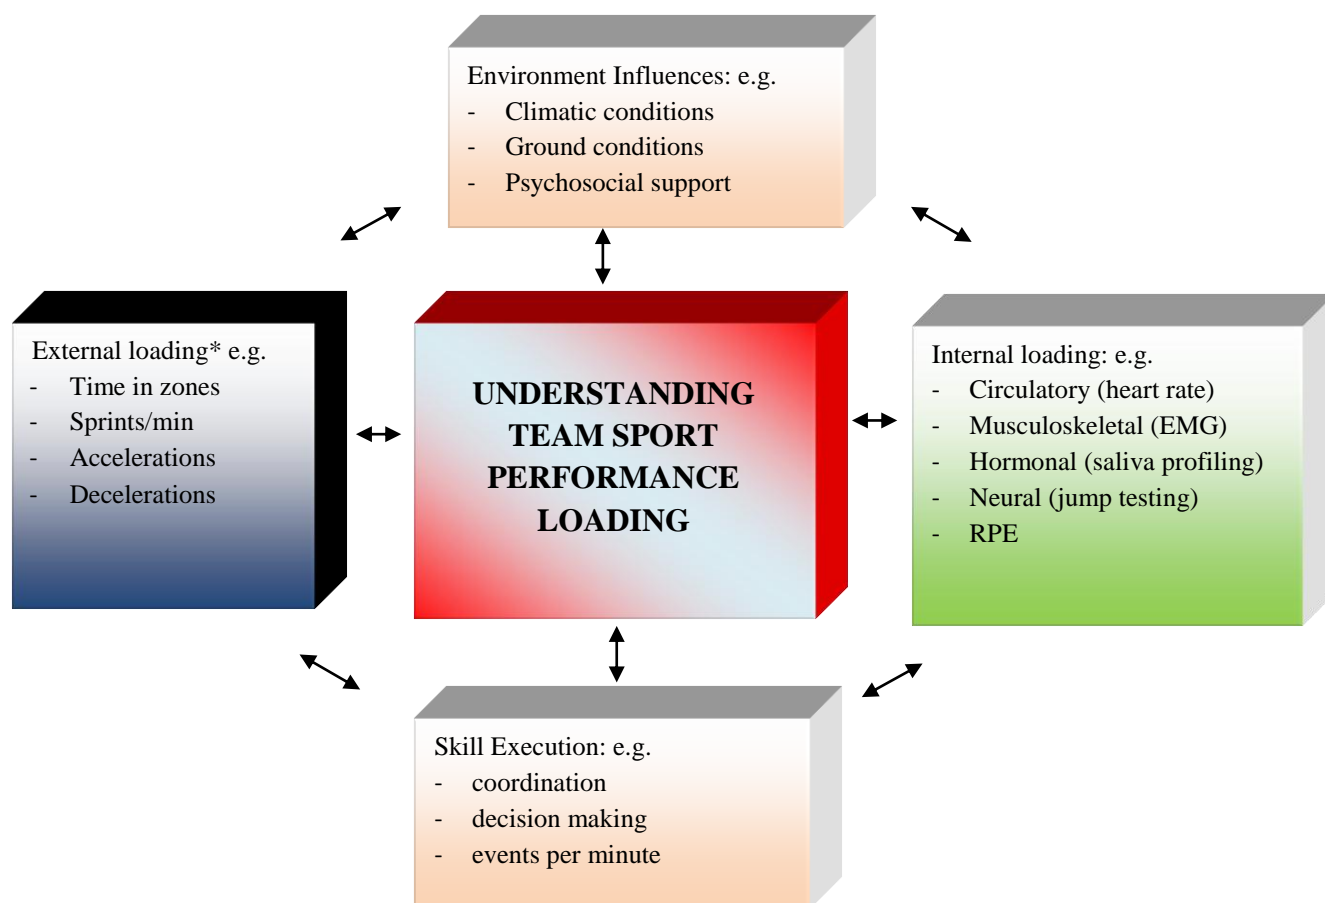 Environment Influences: e.g.
- Climatic conditions
- Ground conditions
- Psychosocial support
External loading* e.g.
- Time in zones
- Sprints/min
- Accelerations
- Decelerations
UNDERSTANDING
TEAM SPORT
PERFORMANCE
LOADING
Internal loading: e.g.
- Circulatory (heart rate)
- Musculoskeletal (EMG)
- Hormonal (saliva profiling)
- Neural (jump testing)
- RPE
Skill Execution: e.g.
- coordination
- decision making
- events per minute